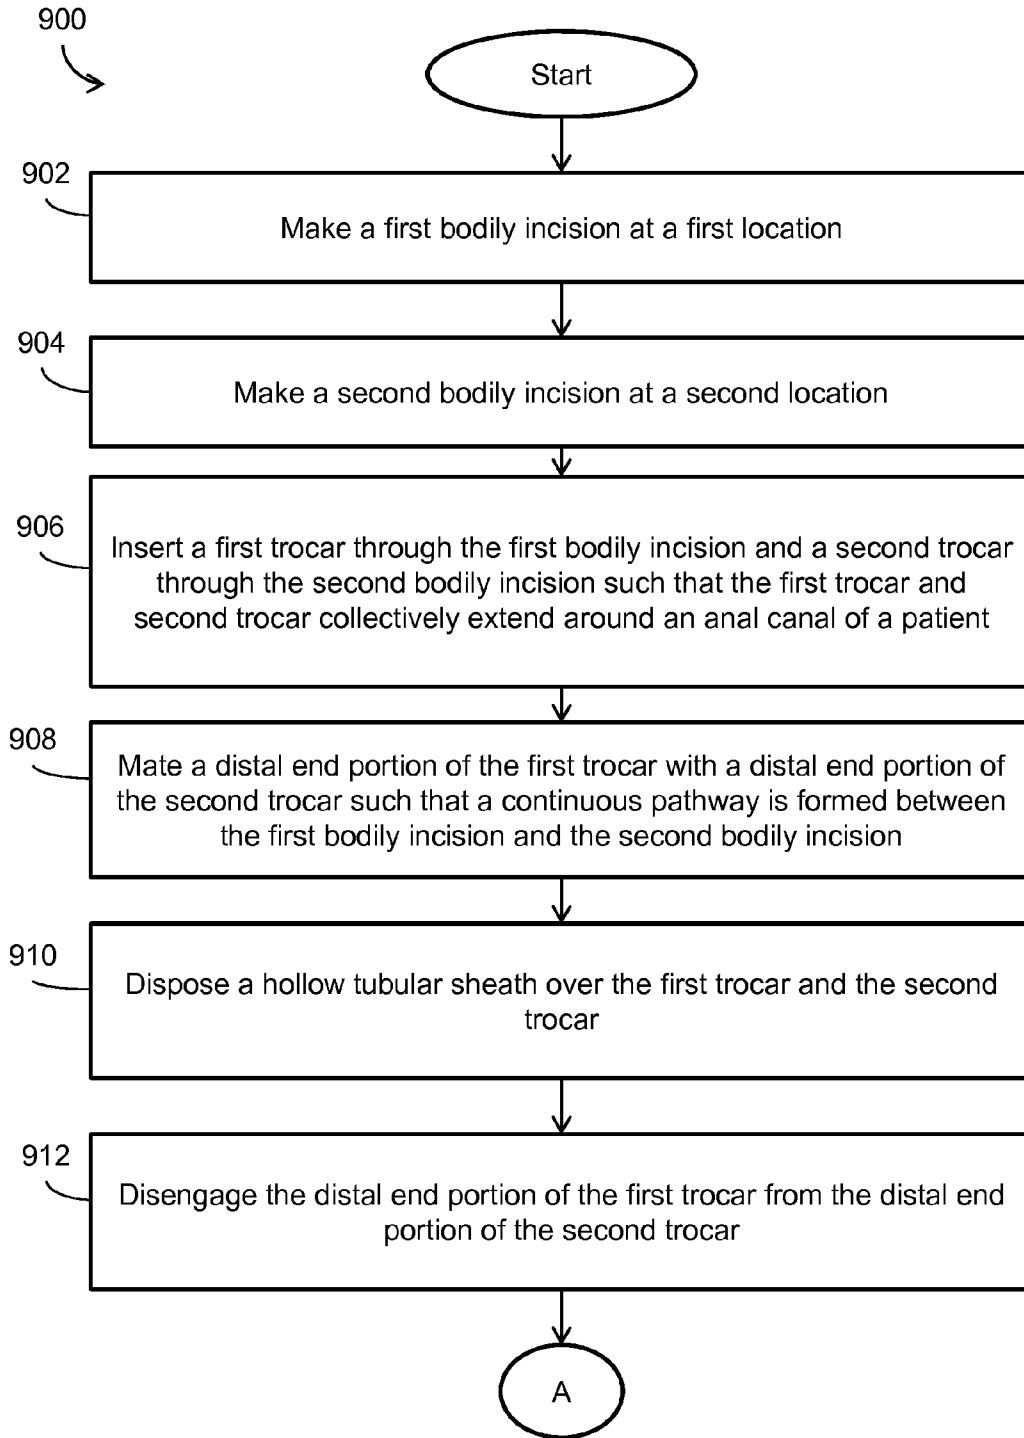 900
Start
902
Make a first bodily incision at a first location
904
Make a second bodily incision at a second location
906
Insert a first trocar through the first bodily incision and a second trocar
through the second bodily incision such that the first trocar and
second trocar collectively extend around an anal canal of a patient
908
Mate a distal end portion of the first trocar with a distal end portion of
the second trocar such that a continuous pathway is formed between
the first bodily incision and the second bodily incision
910
Dispose a hollow tubular sheath over the first trocar and the second
trocar
912
Disengage the distal end portion of the first trocar from the distal end
portion of the second trocar
A